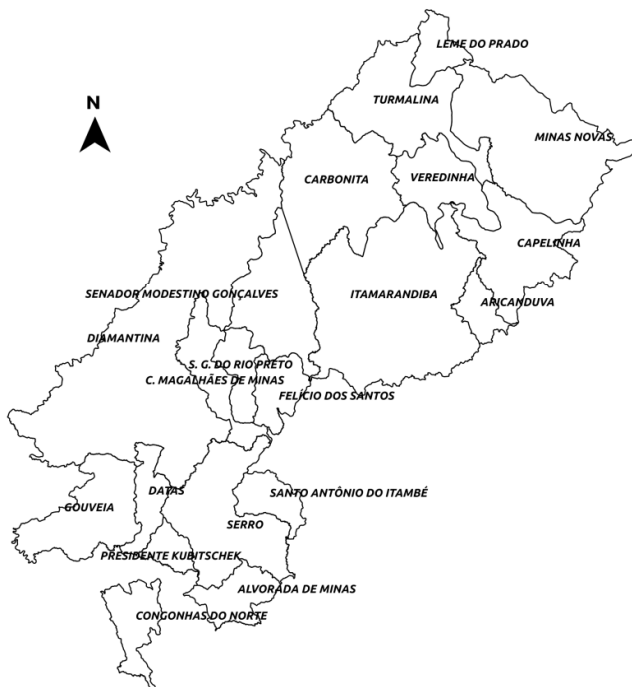 LEME DO PRADO
TURMALINA
N
MINAS NOVAS
CARBONITA
VEREDINHA
CAPELINHA
SENADOR MODESTINO GONÇALVES
ITAMARANDIBA
ARICANDUVA
DIAMANTINA
S. G. DO RIO PRETO
C. MAGALHÃES DE MINAS
FELÍCIO DOS SANTOS
DATAS
SANTO ANTÔNIO DO ITAMBÉ
GOUVEIA
SERRO
PRESIDENTE KUBITSCHEK
ALVORADA DE MINAS
CONGONHAS DO NORTE